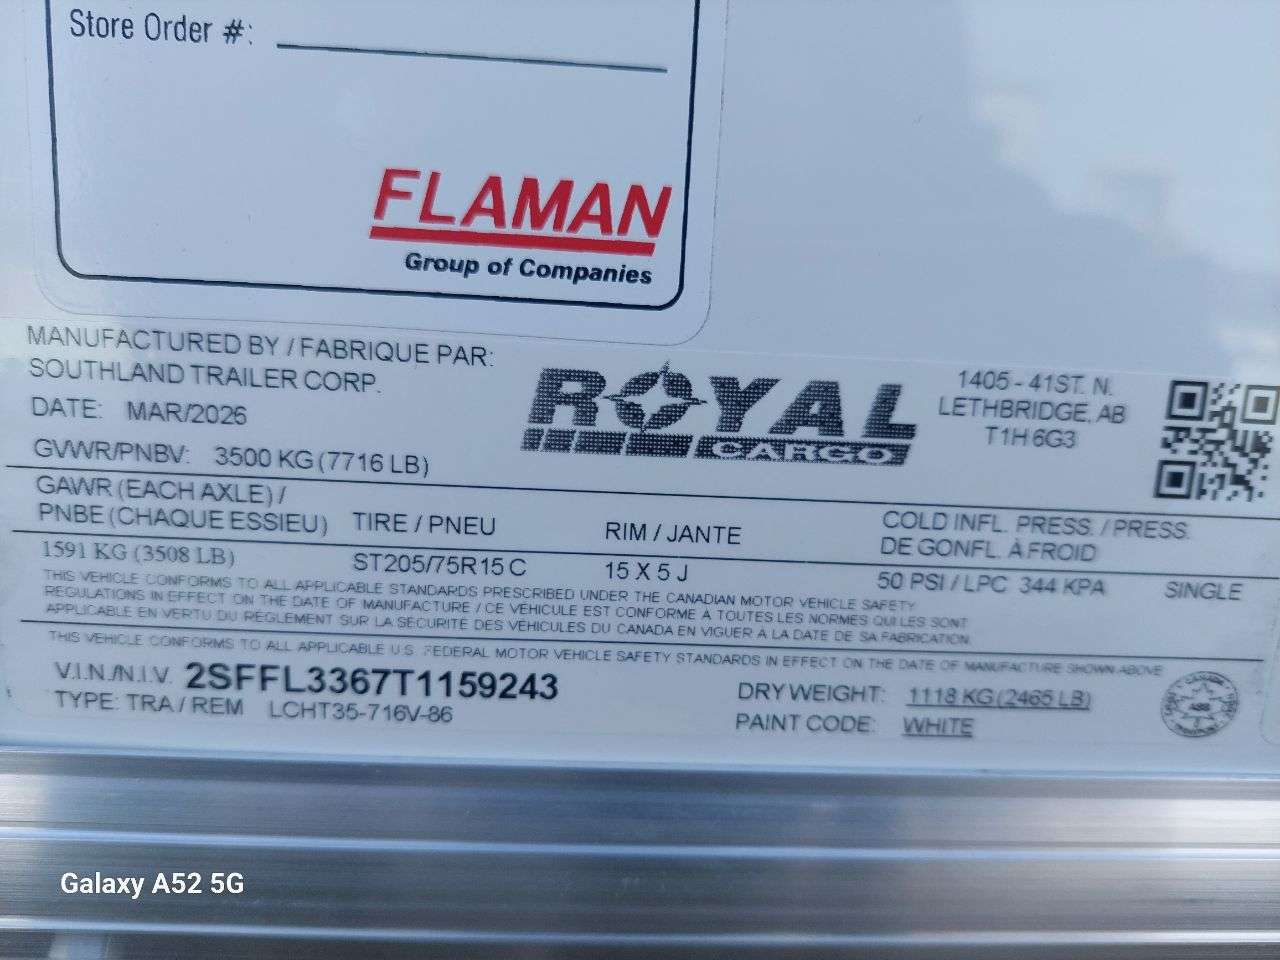 Store Order #:
FLAMAN
Group of Companies
MANUFACTURED BY / FABRIQUE PAR:
SOUTHLAND TRAILER CORP.
DATE: MAR/2026
GVWR/PNBV: 3500 KG (7716 LB)
ROYAL
CARGO
1405 - 41ST. N.
LETHBRIDGE, AB
T1H 6G3
GAWR (EACH AXLE) /
PNBE (CHAQUE ESSIEU) TIRE / PNEU RIM / JANTE COLD INFL. PRESS. / PRESS.
DE GONFL. À FROID
1591 KG (3508 LB) ST205/75R15 C 15 X 5 J 50 PSI / LPC 344 KPA SINGLE
THIS VEHICLE CONFORMS TO ALL APPLICABLE STANDARDS PRESCRIBED UNDER THE CANADIAN MOTOR VEHICLE SAFETY
REGULATIONS IN EFFECT ON THE DATE OF MANUFACTURE / CE VÉHICULE EST CONFORME À TOUTES LES NORMES QUI LES SONT
APPLICABLE EN VERTU DU RÈGLEMENT SUR LA SÉCURITÉ DES VÉHICULES DU CANADA EN VIGUER A LA DATE DE SA FABRICATION.
THIS VEHICLE CONFORMS TO ALL APPLICABLE U.S. FEDERAL MOTOR VEHICLE SAFETY STANDARDS IN EFFECT ON THE DATE OF MANUFACTURE SHOWN ABOVE
V.I.N./N.I.V. 2SFFL3367T1159243
TYPE: TRA / REM LCHT35-716V-86
DRY WEIGHT: 1118 KG (2465 LB)
PAINT CODE: WHITE
CANADA
Galaxy A52 5G